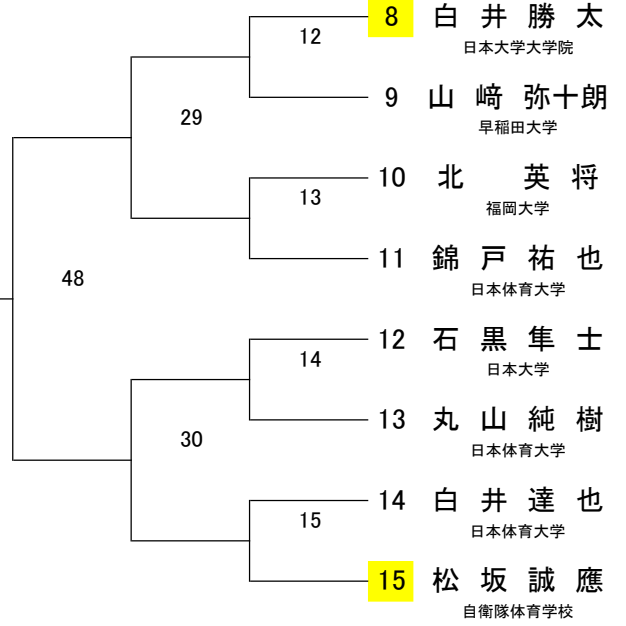 8 白井勝太
12
日本大学大学院
9 山﨑弥十朗
早稲田大学
29
10 北 英将
13
福岡大学
11 錦戸祐也
日本体育大学
48
12 石黒隼士
14
日本大学
13 丸山純樹
日本体育大学
30
14 白井達也
15
日本体育大学
15 松坂誠應
自衛隊体育学校